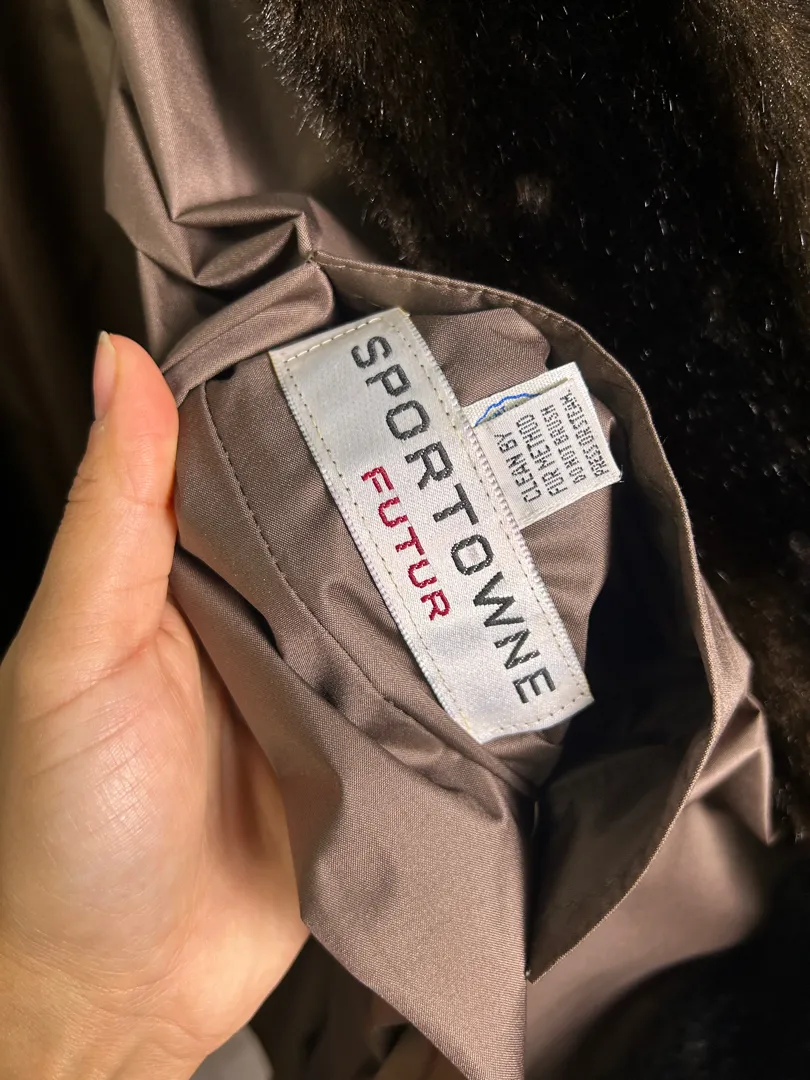 SPORTOWNE
FUTUR
CLEAN BY
FUR METHOD
DO NOT BRUSH
PRESS OR STEAM.